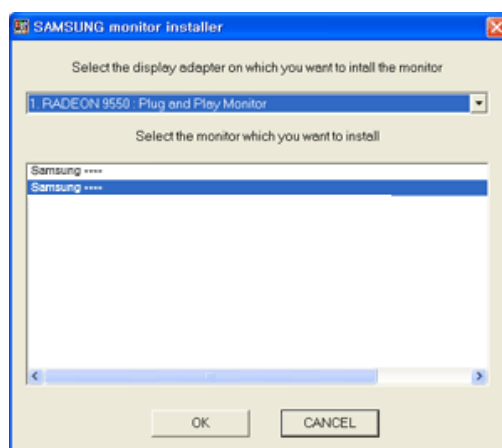 SAMSUNG monitor installer
Select the display adapter on which you want to intall the monitor
1. RADEON 9550 : Plug and Play Monitor
Select the monitor which you want to install
Samsung ----
Samsung ----
OK
CANCEL